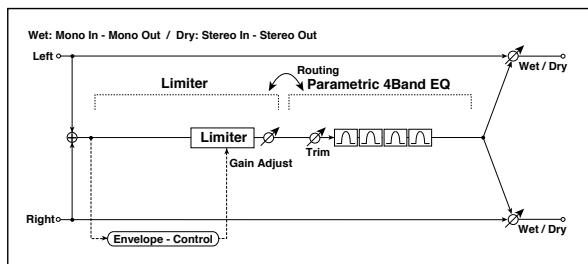 Wet: Mono In - Mono Out / Dry: Stereo In - Stereo Out
Left
Wet / Dry
Routing
Limiter
Parametric 4Band EQ
Limiter
Gain Adjust
Trim
Right
Envelope - Control
Wet / Dry